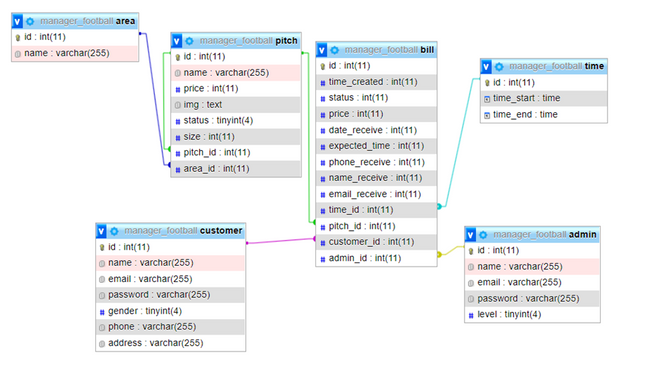 manager_football area
id : int(11)
name : varchar(255)
manager_football pitch
id : int(11)
name : varchar(255)
price : int(11)
img : text
status : tinyint(4)
size : int(11)
pitch_id : int(11)
area_id : int(11)
manager_football bill
id : int(11)
time_created : int(11)
status : int(11)
price : int(11)
date_receive : int(11)
expected_time : int(11)
phone_receive : int(11)
name_receive : int(11)
email_receive : int(11)
time_id : int(11)
pitch_id : int(11)
customer_id : int(11)
admin_id : int(11)
manager_football time
id : int(11)
time_start : time
time_end : time
manager_football customer
id : int(11)
name : varchar(255)
email : varchar(255)
password : varchar(255)
gender : tinyint(4)
phone : varchar(255)
address : varchar(255)
manager_football admin
id : int(11)
name : varchar(255)
email : varchar(255)
password : varchar(255)
level : tinyint(4)